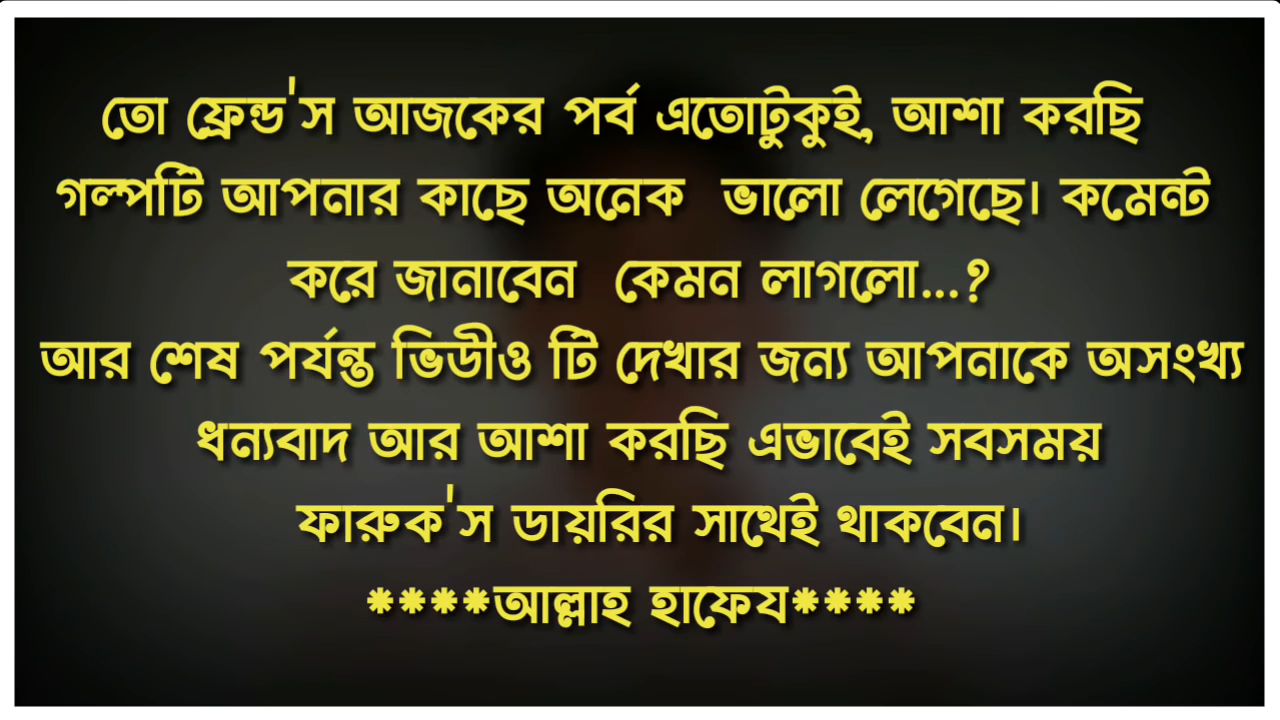 তো ফ্রেন্ড'স আজকের পর্ব এতোটুকুই, আশা করছি
গল্পটি আপনার কাছে অনেক ভালো লেগেছে। কমেন্ট
করে জানাবেন কেমন লাগলো...?
আর শেষ পর্যন্ত ভিডীও টি দেখার জন্য আপনাকে অসংখ্য
ধন্যবাদ আর আশা করছি এভাবেই সবসময়
ফারুক'স ডায়রির সাথেই থাকবেন।
****আল্লাহ হাফেয****